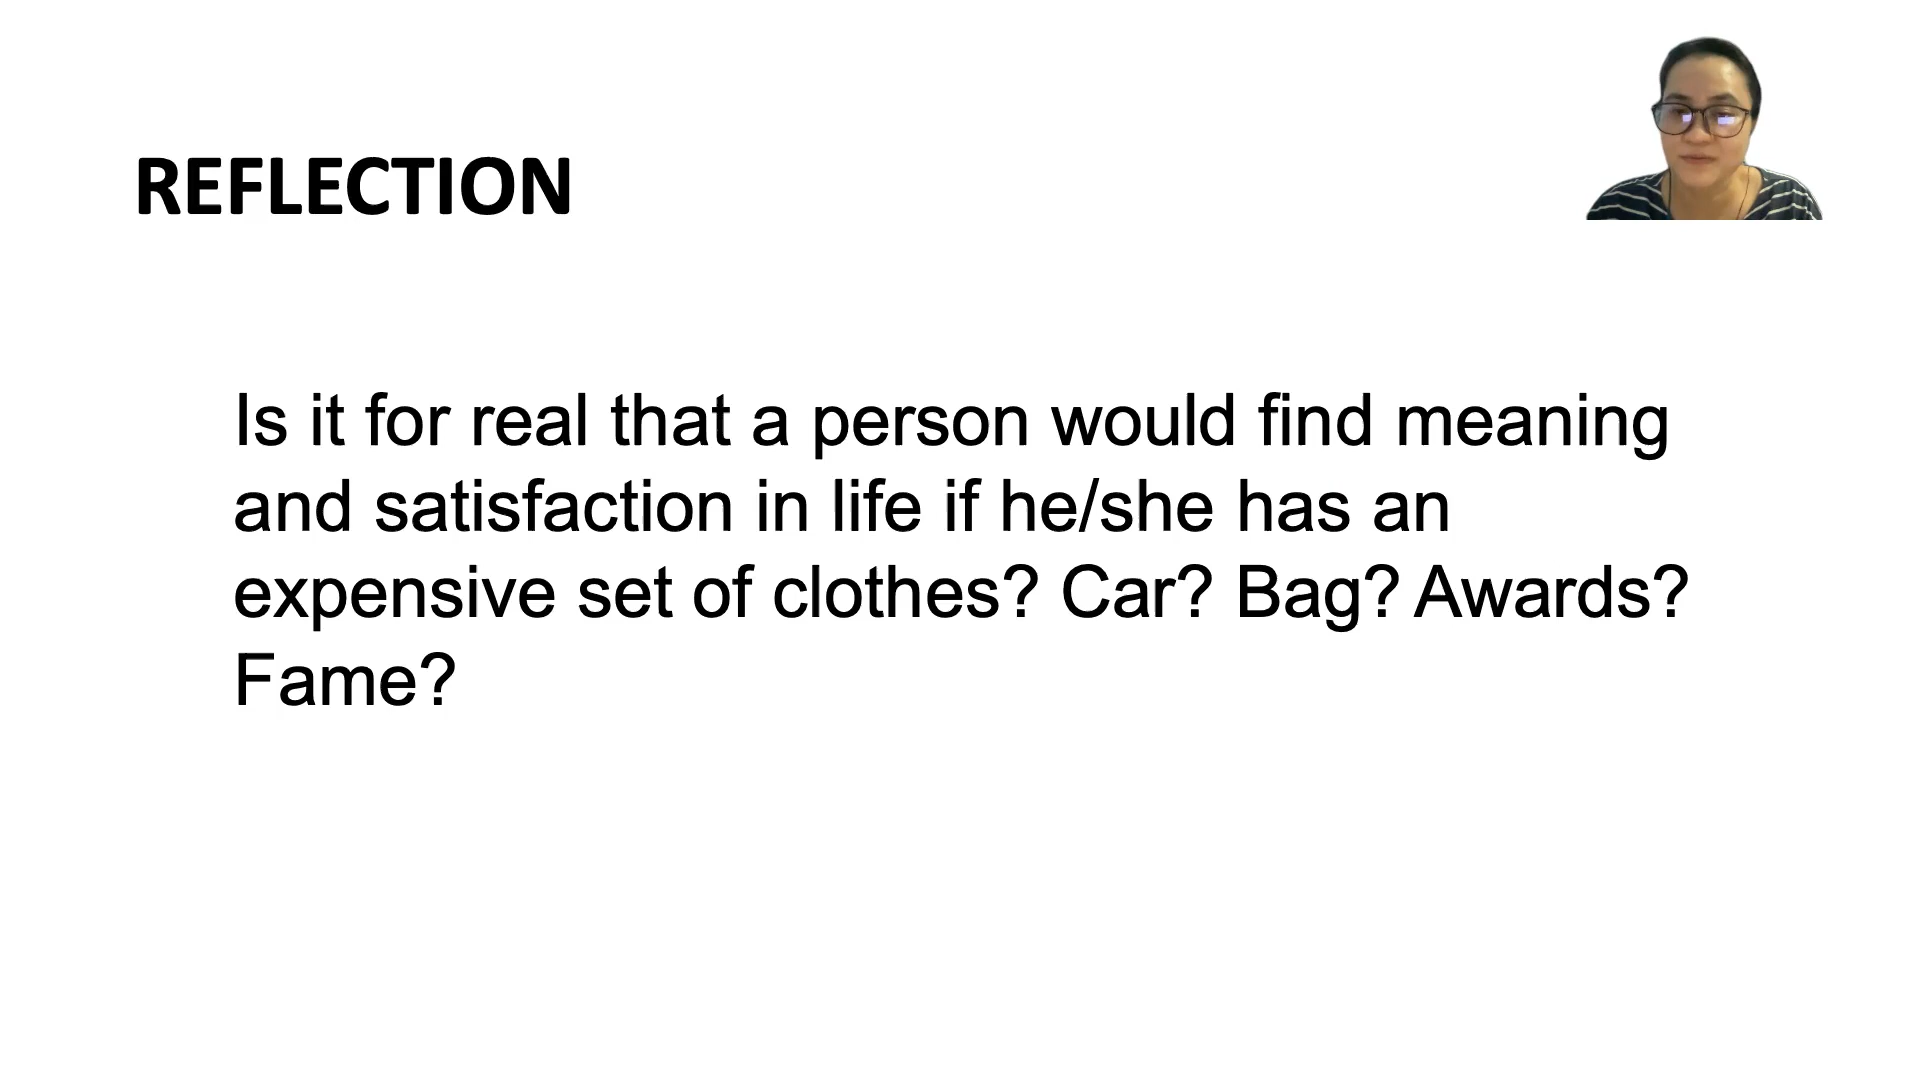 REFLECTION
Is it for real that a person would find meaning
and satisfaction in life if he/she has an
expensive set of clothes? Car? Bag? Awards?
Fame?